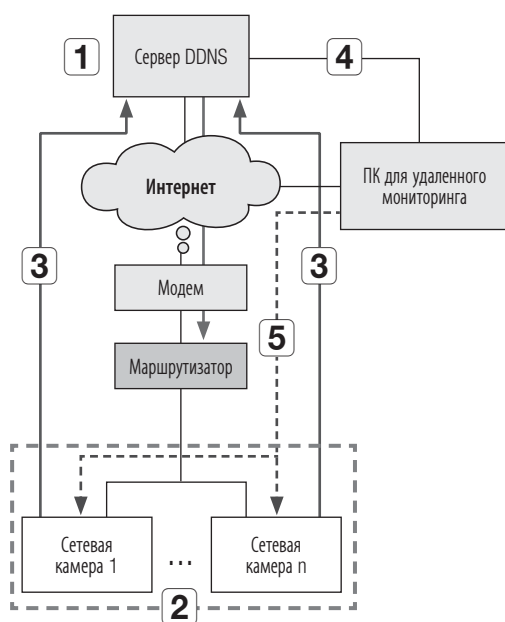 1
Сервер DDNS
4
Интернет
ПК для удаленного
мониторинга
3
3
Модем
5
Маршрутизатор
Сетевая
камера 1
...
Сетевая
камера n
2